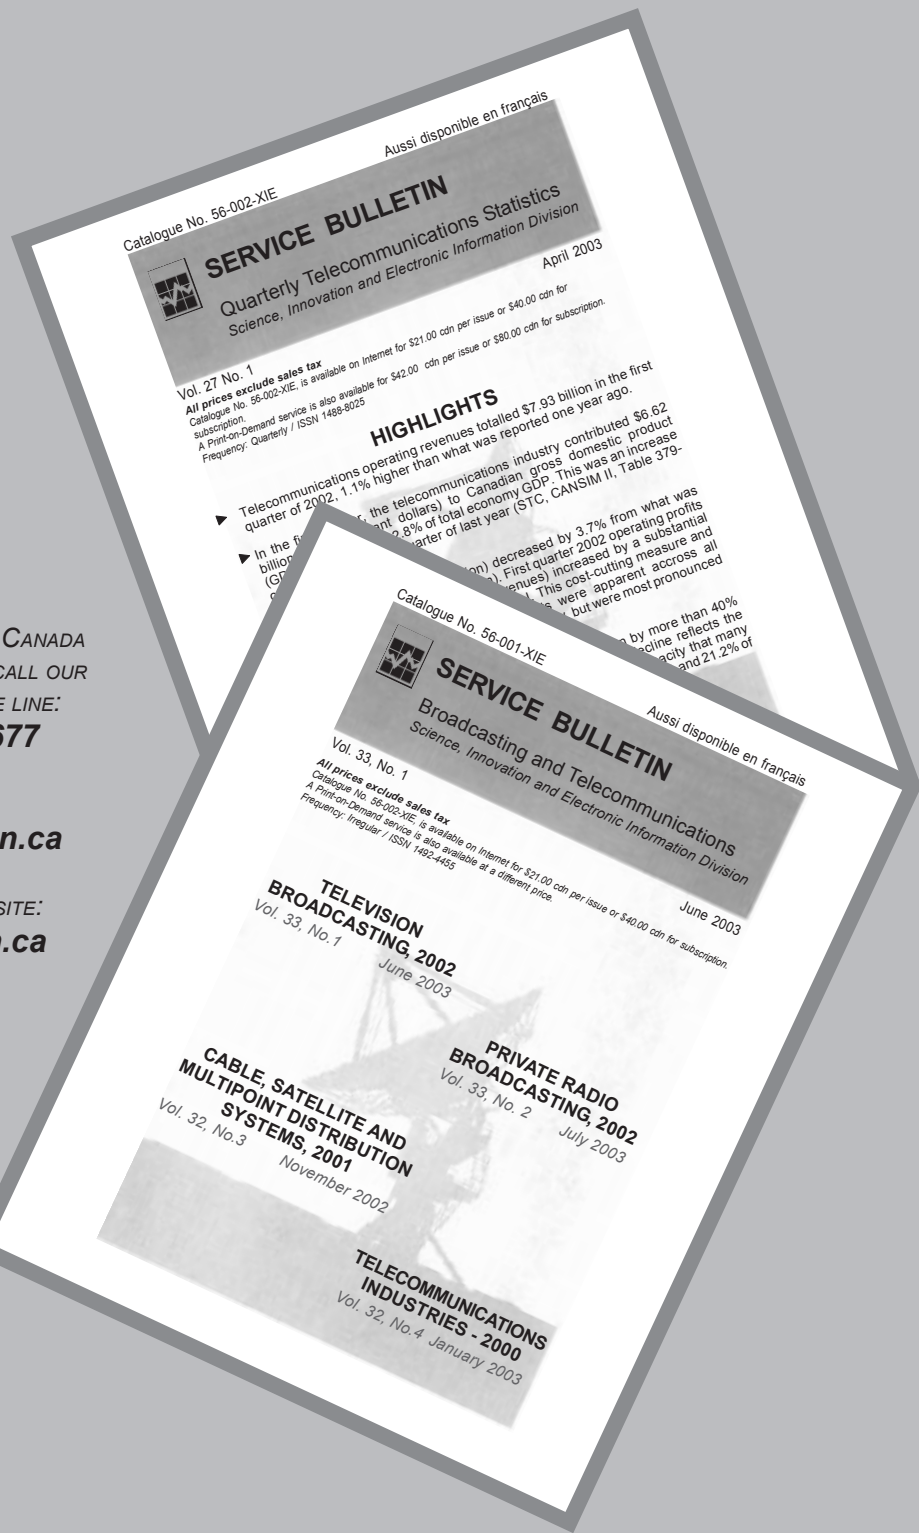 Catalogue No. 56-002-XIE
Aussi disponible en français
SERVICE BULLETIN
Quarterly Telecommunications Statistics
Science, Innovation and Electronic Information Division
Vol. 27 No. 1
April 2003
All prices exclude sales tax
Catalogue No. 56-002-XIE, is available on Internet for $21.00 cdn per issue or $40.00 cdn for
subscription.
A Print-on-Demand service is also available for $42.00 cdn per issue or $80.00 cdn for subscription.
Frequency: Quarterly / ISSN 1488-8025
HIGHLIGHTS
Telecommunications operating revenues totalled $7.93 billion in the first
quarter of 2002, 1.1% higher than what was reported one year ago.
In the the telecommunications industry contributed $6.62
billion dollars) to Canadian gross domestic product
2.8% of total economy GDP. This was an increase
of last year (STC, CANSIM II, Table 379-
decreased by 3.7% from what was
First quarter 2002 operating profits
increased by a substantial
This cost-cutting measure and
were apparent accross all
but were most pronounced
by more than 40%
reflects the
that many
and 21.2% of
CANADA
CALL OUR
LINE:
677
n.ca
SITE:
.ca
Catalogue No. 56-001-XIE
Aussi disponible en français
SERVICE BULLETIN
Broadcasting and Telecommunications
Science, Innovation and Electronic Information Division
Vol. 33, No. 1
June 2003
All prices exclude sales tax
Catalogue No. 56-002-XIE, is available on Internet for $21.00 cdn per issue or $40.00 cdn for subscription.
A Print-on-Demand service is also available at a different price.
Frequency: Irregular / ISSN 1492-4455
TELEVISION
BROADCASTING, 2002
Vol. 33, No.1
June 2003
PRIVATE RADIO
BROADCASTING, 2002
Vol. 33, No. 2
July 2003
CABLE, SATELLITE AND
MULTIPOINT DISTRIBUTION
SYSTEMS, 2001
Vol. 32, No.3
November 2002
TELECOMMUNICATIONS
INDUSTRIES - 2000
Vol. 32, No.4 January 2003